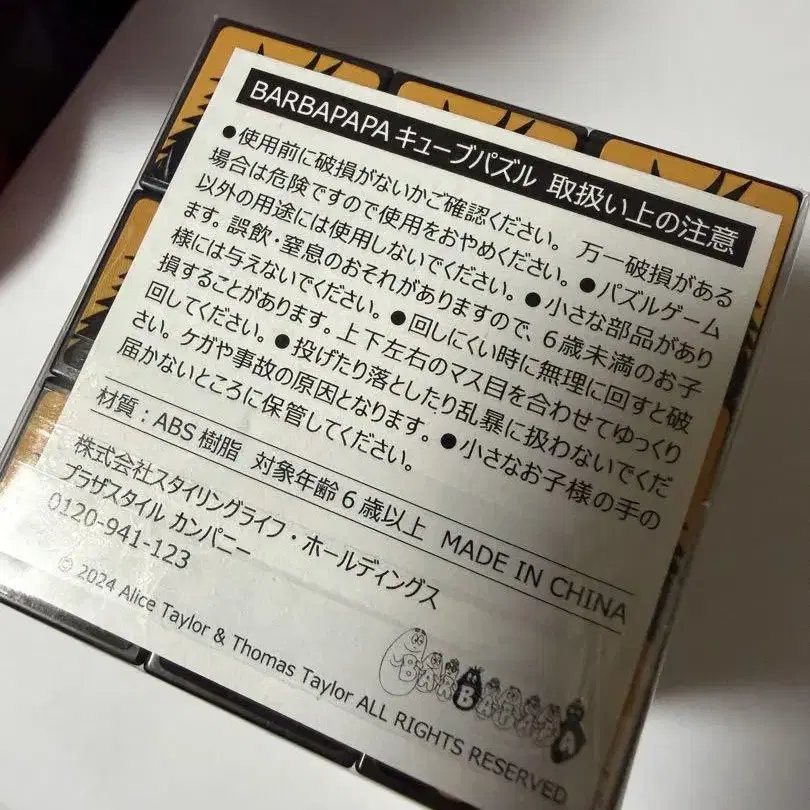 BARBAPAPAキューブパズル 取扱い上の注意
●使用前に破損がないかご確認ください。 万一破損がある
場合は危険ですので使用をおやめください。●パズルゲーム
以外の用途には使用しないでください。●小さな部品があり
ます。誤飲・窒息のおそれがありますので、6歳未満のお子
様には与えないでください。●回しにくい時に無理に回すと破
損することがあります。上下左右のマス目を合わせてゆっくり
回してください。●投げたり落としたり乱暴に扱わないでくだ
さい。ケガや事故の原因となります。●小さなお子様の手の
届かないところに保管してください。
材質：ABS樹脂 対象年齢6歳以上 MADE IN CHINA
株式会社スタイリングライフ・ホールディングス
プラザスタイル カンパニー
0120-941-123
© 2024 Alice Taylor & Thomas Taylor ALL RIGHTS RESERVED
BARBAPAPA